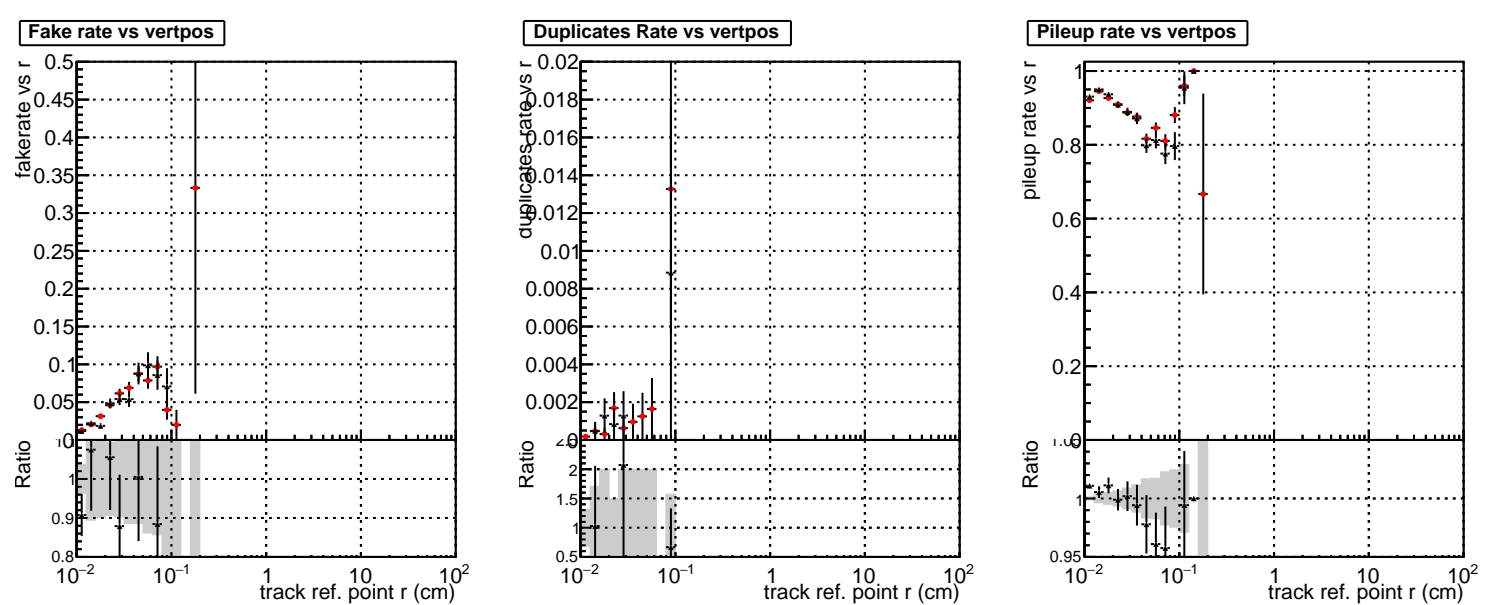 Fake rate vs vertpos
fakerate vs r
0.5
0.45
0.4
0.35
0.3
0.25
0.2
0.15
0.1
0.05
0
Ratio
1
0.9
0.8
10⁻² 10⁻¹ 1 10 10²
track ref. point r (cm)
Duplicates Rate vs vertpos
duplicates rate vs r
0.02
0.018
0.016
0.014
0.012
0.01
0.008
0.006
0.004
0.002
0
Ratio
2
1.5
1
0.5
10⁻² 10⁻¹ 1 10 10²
track ref. point r (cm)
Pileup rate vs vertpos
pileup rate vs r
1
0.8
0.6
0.4
0.2
0
Ratio
1
0.95
10⁻² 10⁻¹ 1 10 10²
track ref. point r (cm)